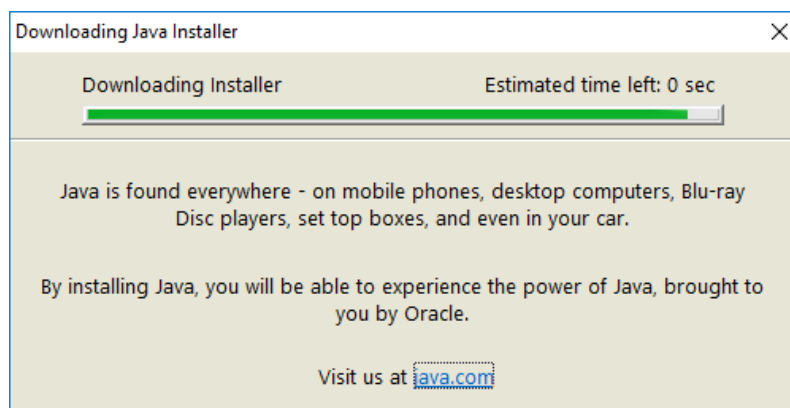 Downloading Java Installer
Downloading Installer Estimated time left: 0 sec
Java is found everywhere - on mobile phones, desktop computers, Blu-ray
Disc players, set top boxes, and even in your car.
By installing Java, you will be able to experience the power of Java, brought to
you by Oracle.
Visit us at java.com